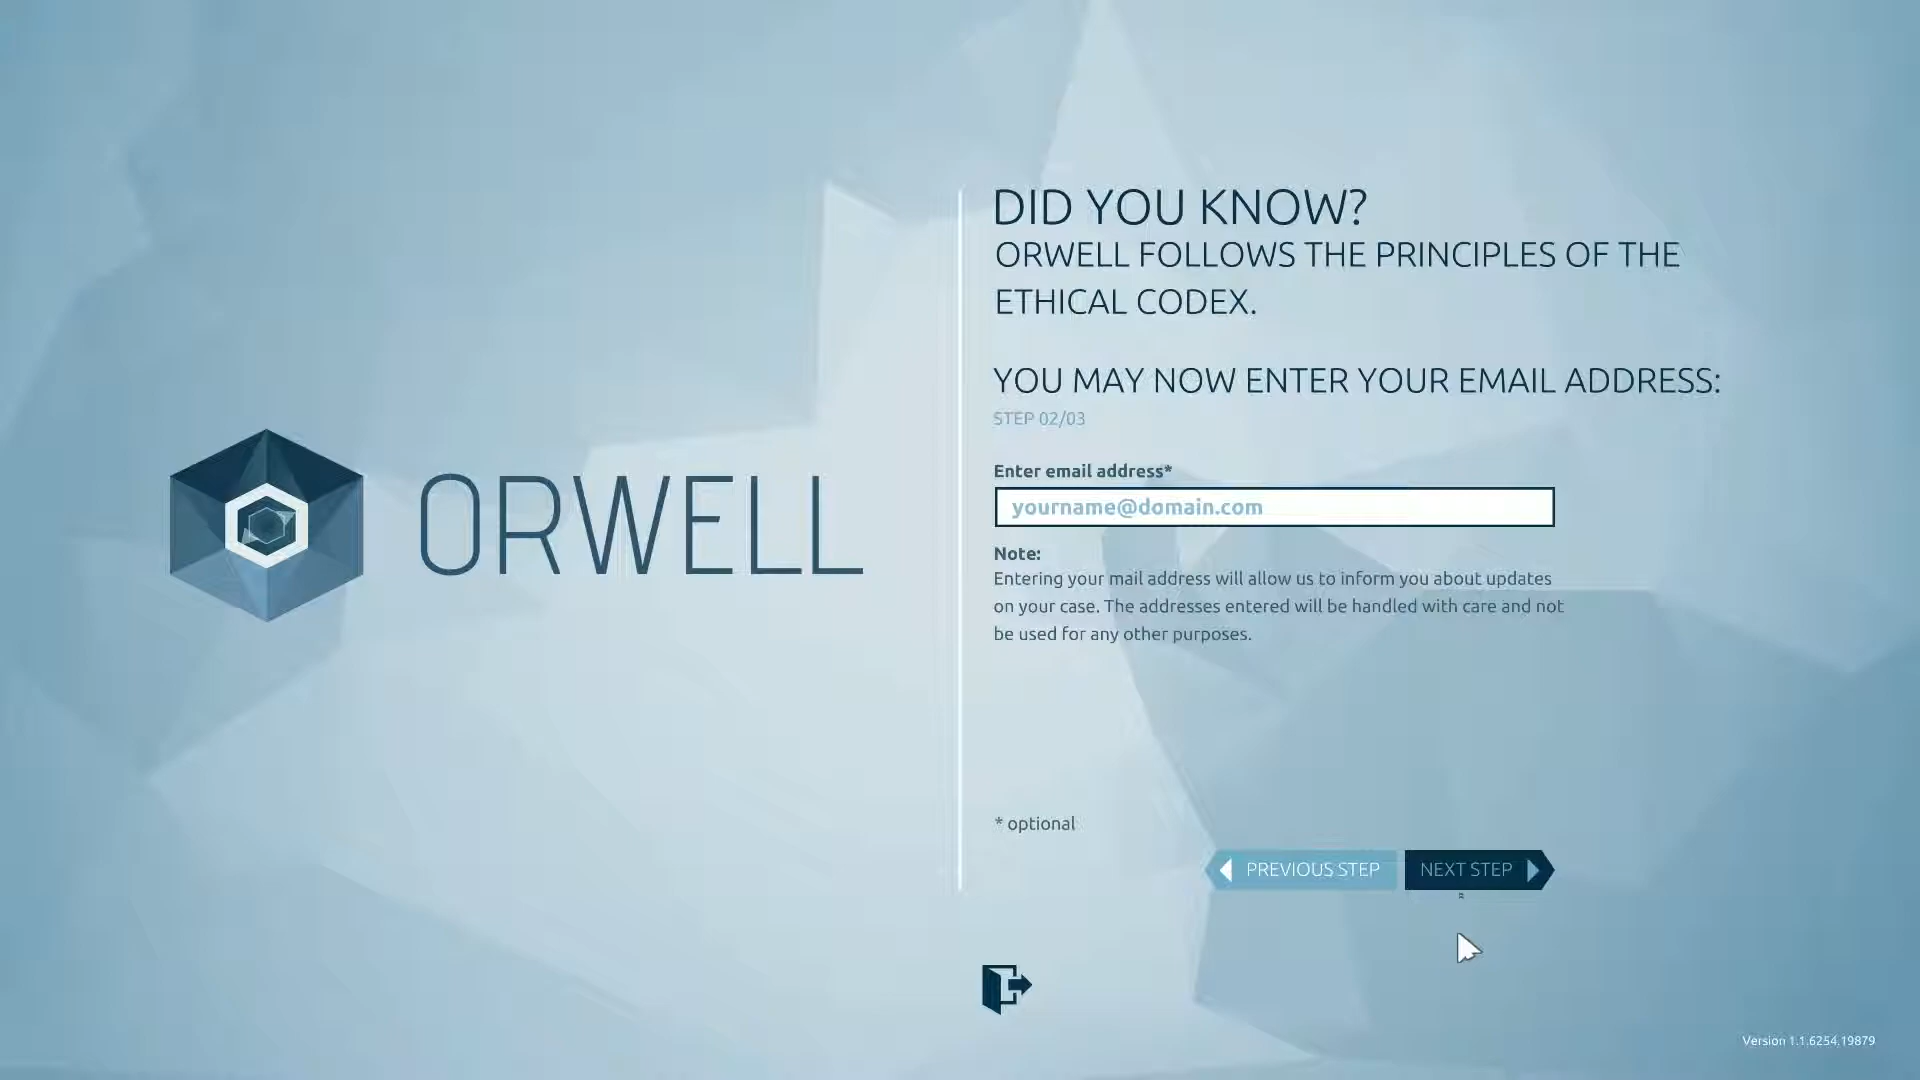 DID YOU KNOW?
ORWELL FOLLOWS THE PRINCIPLES OF THE
ETHICAL CODEX.
YOU MAY NOW ENTER YOUR EMAIL ADDRESS:
STEP 02/03
ORWELL
Enter email address*
yourname@domain.com
Note:
Entering your mail address will allow us to inform you about updates
on your case. The addresses entered will be handled with care and not
be used for any other purposes.
* optional
PREVIOUS STEP
NEXT STEP
Version 1.1.6254.19879